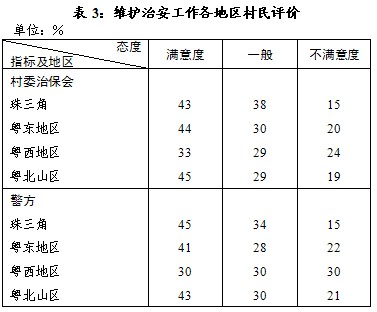 表 3：维护治安工作各地区村民评价
单位：%
态度
指标及地区 满意度 一般 不满意度
村委治保会
珠三角 43 38 15
粤东地区 44 30 20
粤西地区 33 29 24
粤北山区 45 29 19
警方
珠三角 45 34 15
粤东地区 41 28 22
粤西地区 30 30 30
粤北山区 43 30 21